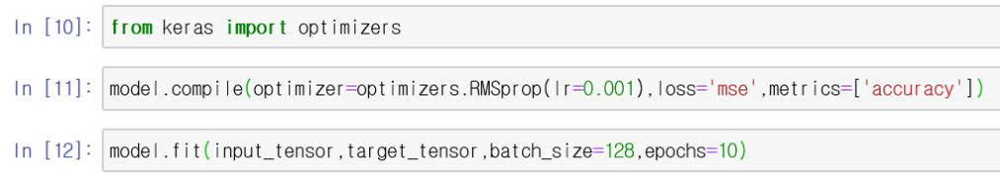 In [10]: from keras import optimizers
In [11]: model.compile(optimizer=optimizers.RMSprop(lr=0.001),loss='mse',metrics=['accuracy'])
In [12]: model.fit(input_tensor,target_tensor,batch_size=128,epochs=10)